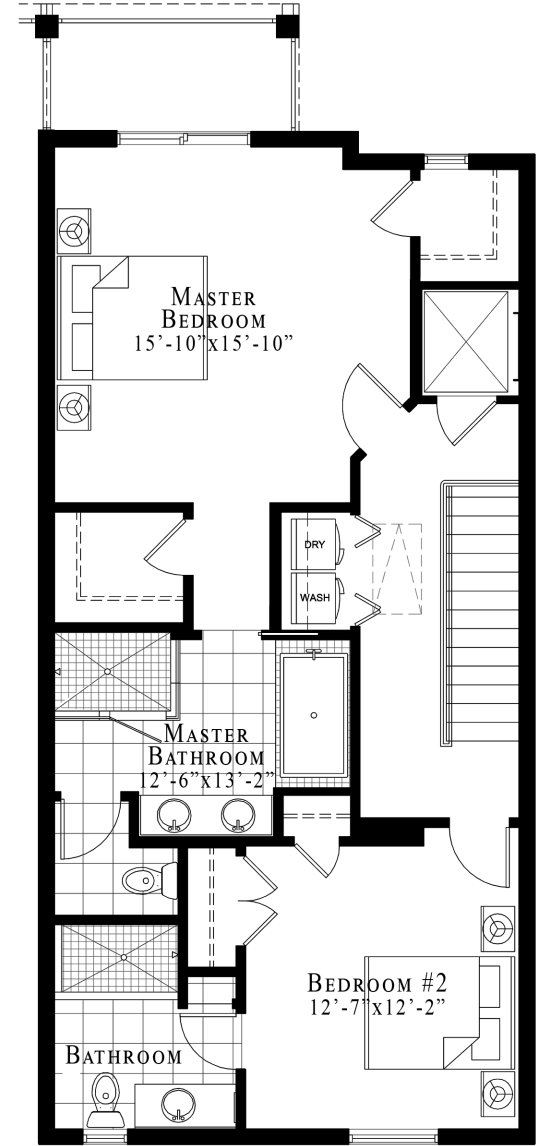 MASTER
BEDROOM
15'-10"x15'-10"
DRY
WASH
MASTER
BATHROOM
12'-6"x13'-2"
BEDROOM #2
12'-7"x12'-2"
BATHROOM